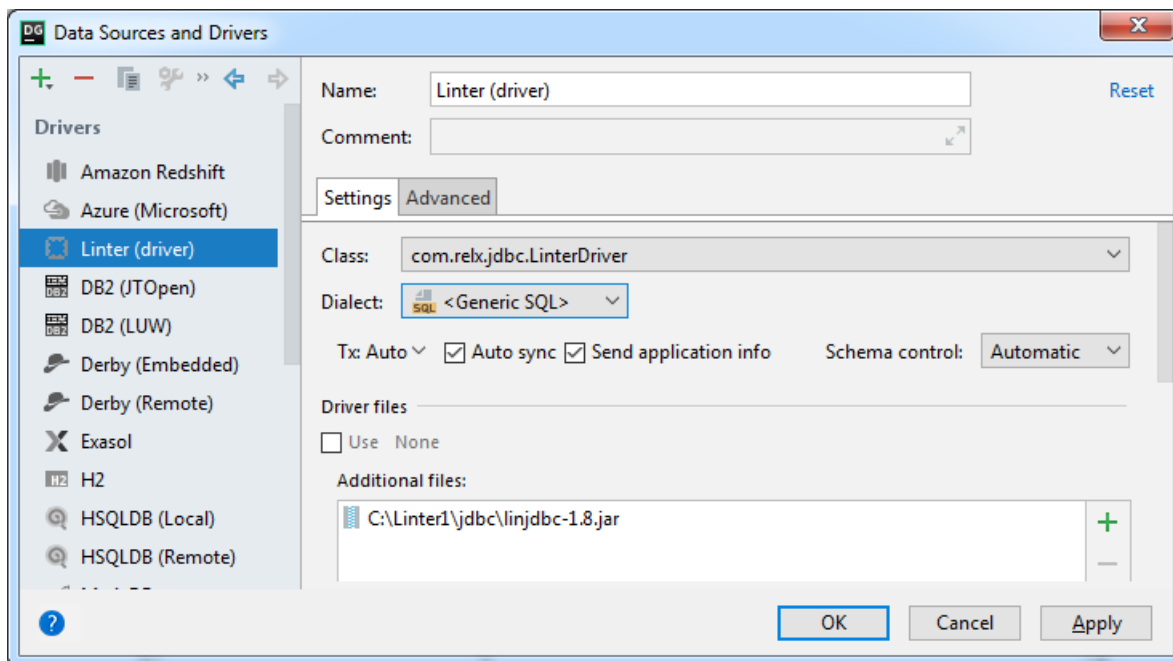 DG Data Sources and Drivers
Drivers
Amazon Redshift
Azure (Microsoft)
Linter (driver)
DB2 (JTOpen)
DB2 (LUW)
Derby (Embedded)
Derby (Remote)
Exasol
H2 H2
HSQLDB (Local)
HSQLDB (Remote)
Name: Linter (driver) Reset
Comment:
Settings Advanced
Class: com.relx.jdbc.LinterDriver
Dialect: SQL <Generic SQL>
Tx: Auto Auto sync Send application info Schema control: Automatic
Driver files
Use None
Additional files:
C:\Linter1\jdbc\linjdbc-1.8.jar
? OK Cancel Apply